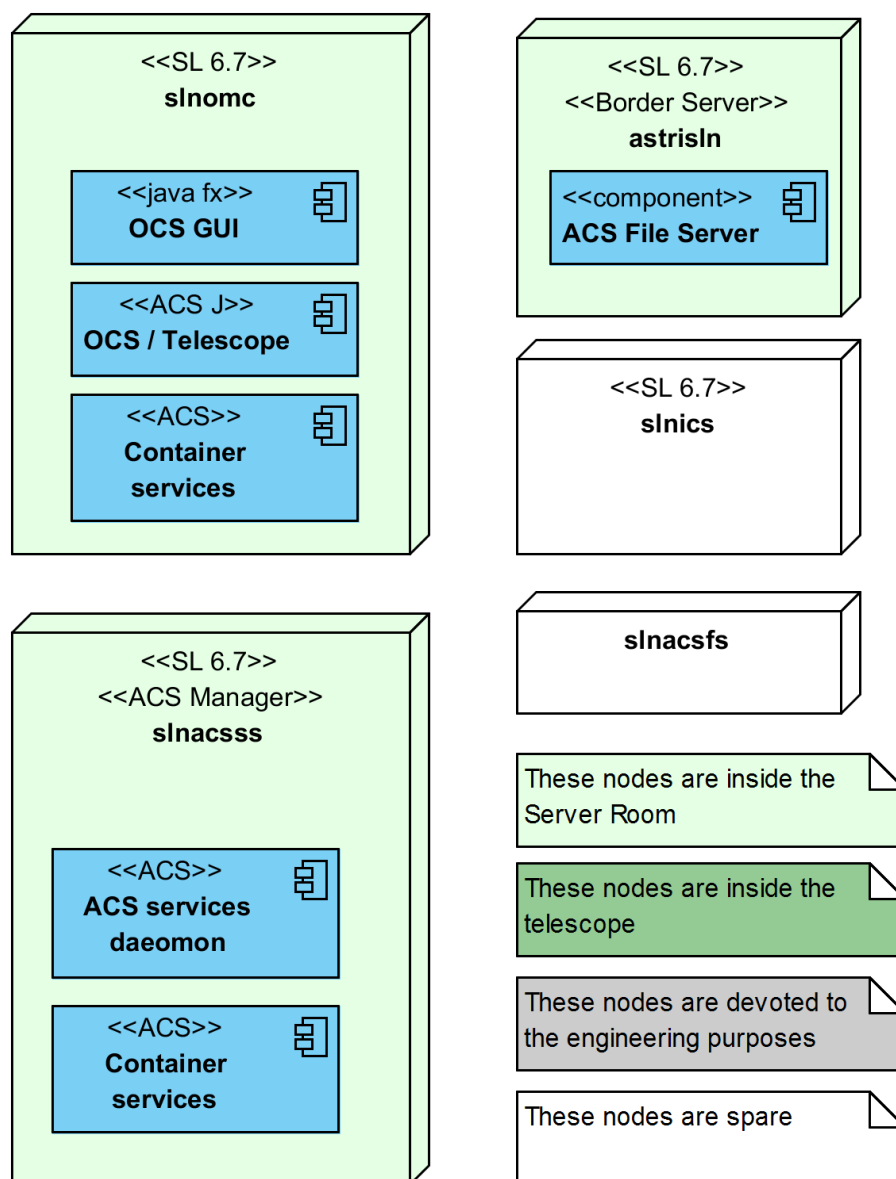 <<SL 6.7>>
slnomc
<<java fx>>
OCS GUI
<<ACS J>>
OCS / Telescope
<<ACS>>
Container
services
<<SL 6.7>>
<<Border Server>>
astrisln
<<component>>
ACS File Server
<<SL 6.7>>
slnics
slnacsfs
<<SL 6.7>>
<<ACS Manager>>
slnacsss
<<ACS>>
ACS services
daeomon
<<ACS>>
Container
services
These nodes are inside the
Server Room
These nodes are inside the
telescope
These nodes are devoted to
the engineering purposes
These nodes are spare